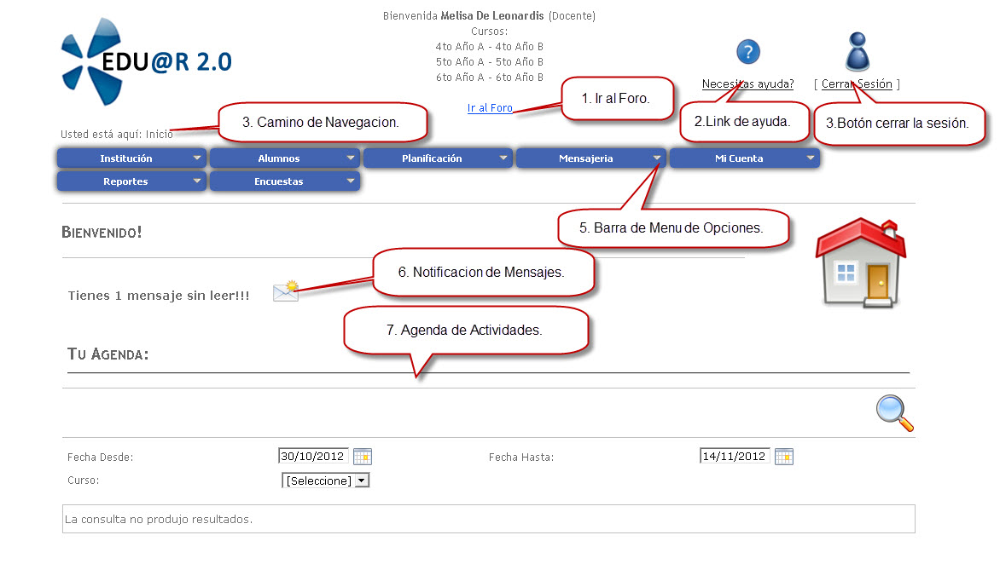 Bienvenida Melisa De Leonardis (Docente)
Cursos:
4to Año A - 4to Año B
5to Año A - 5to Año B
6to Año A - 6to Año B
EDU@R 2.0
?
Necesitas ayuda?
[ Cerrar Sesión ]
Ir al Foro
1. Ir al Foro.
2.Link de ayuda.
3.Botón cerrar la sesión.
3. Camino de Navegacion.
Usted está aquí: Inicio
Institución
Alumnos
Planificación
Mensajeria
Mi Cuenta
Reportes
Encuestas
5. Barra de Menu de Opciones.
Bienvenido!
6. Notificacion de Mensajes.
Tienes 1 mensaje sin leer!!!
7. Agenda de Actividades.
Tu Agenda:
Fecha Desde:
30/10/2012
Fecha Hasta:
14/11/2012
Curso:
[Seleccione]
La consulta no produjo resultados.